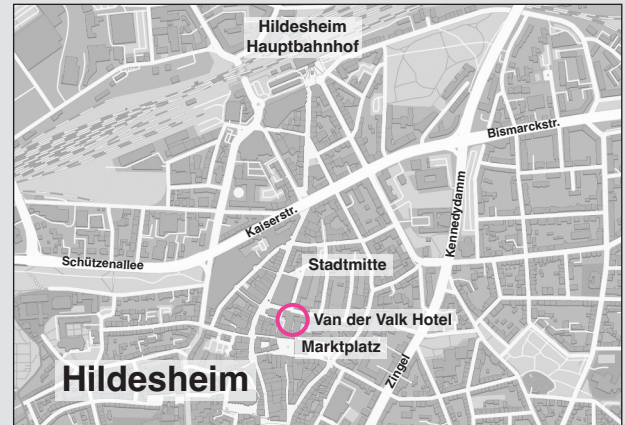 Hildesheim
Hauptbahnhof
Bismarckstr.
Kaiserstr.
Kennedydamm
Schützenallee
Stadtmitte
Van der Valk Hotel
Marktplatz
Zingel
Hildesheim